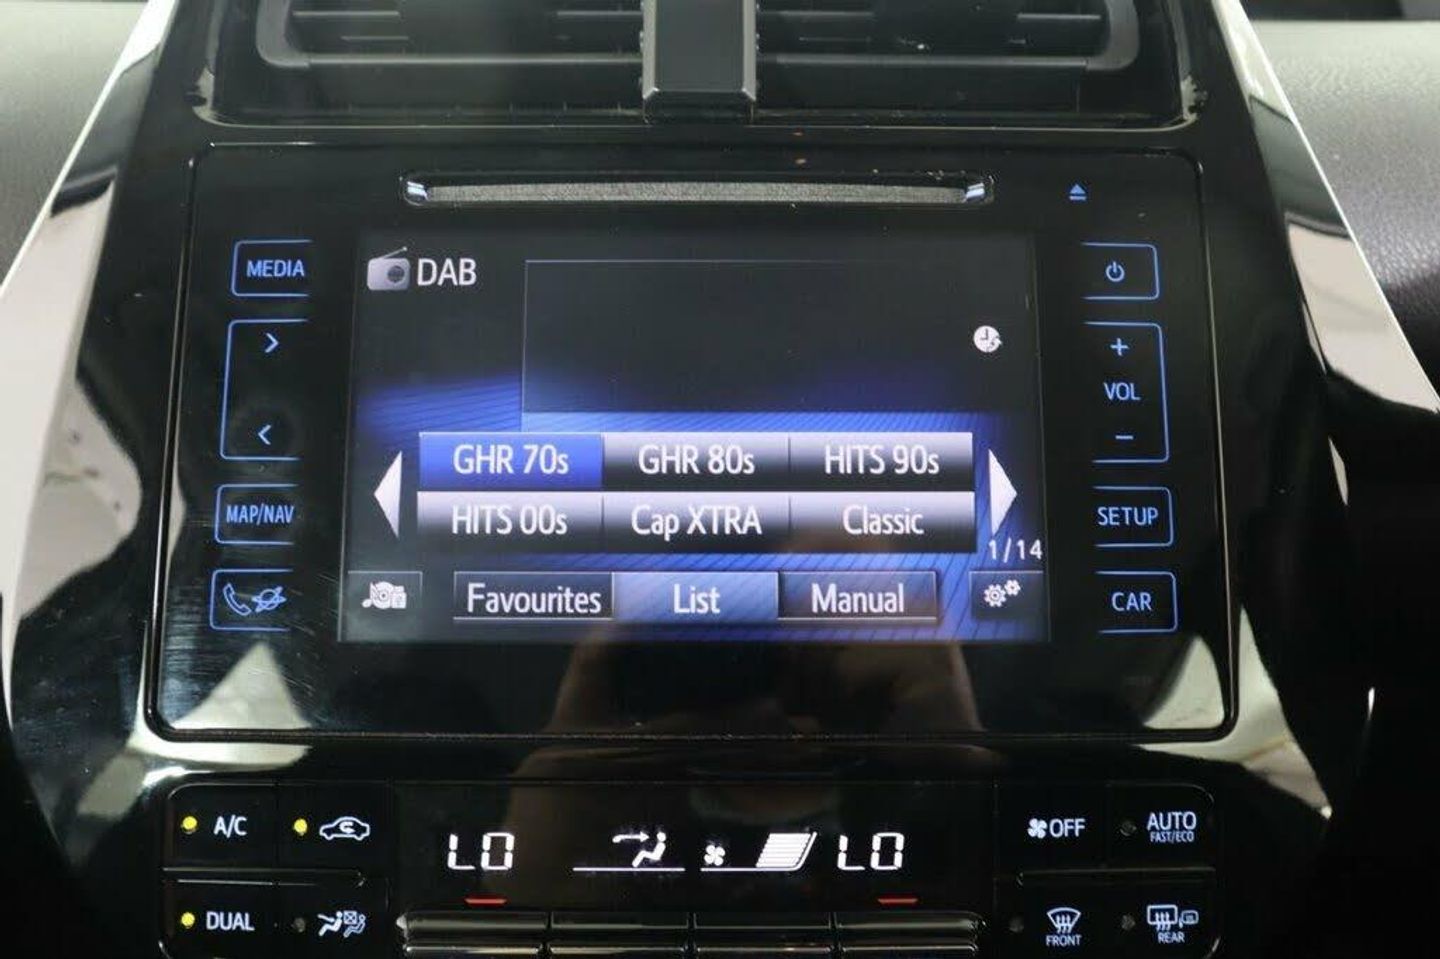 MEDIA
DAB
+
VOL
−
GHR 70s GHR 80s HITS 90s
HITS 00s Cap XTRA Classic
MAP/NAV
SETUP
1/14
Favourites List Manual
CAR
A/C
LO
LO
OFF
AUTO
FAST/ECO
DUAL
FRONT
REAR